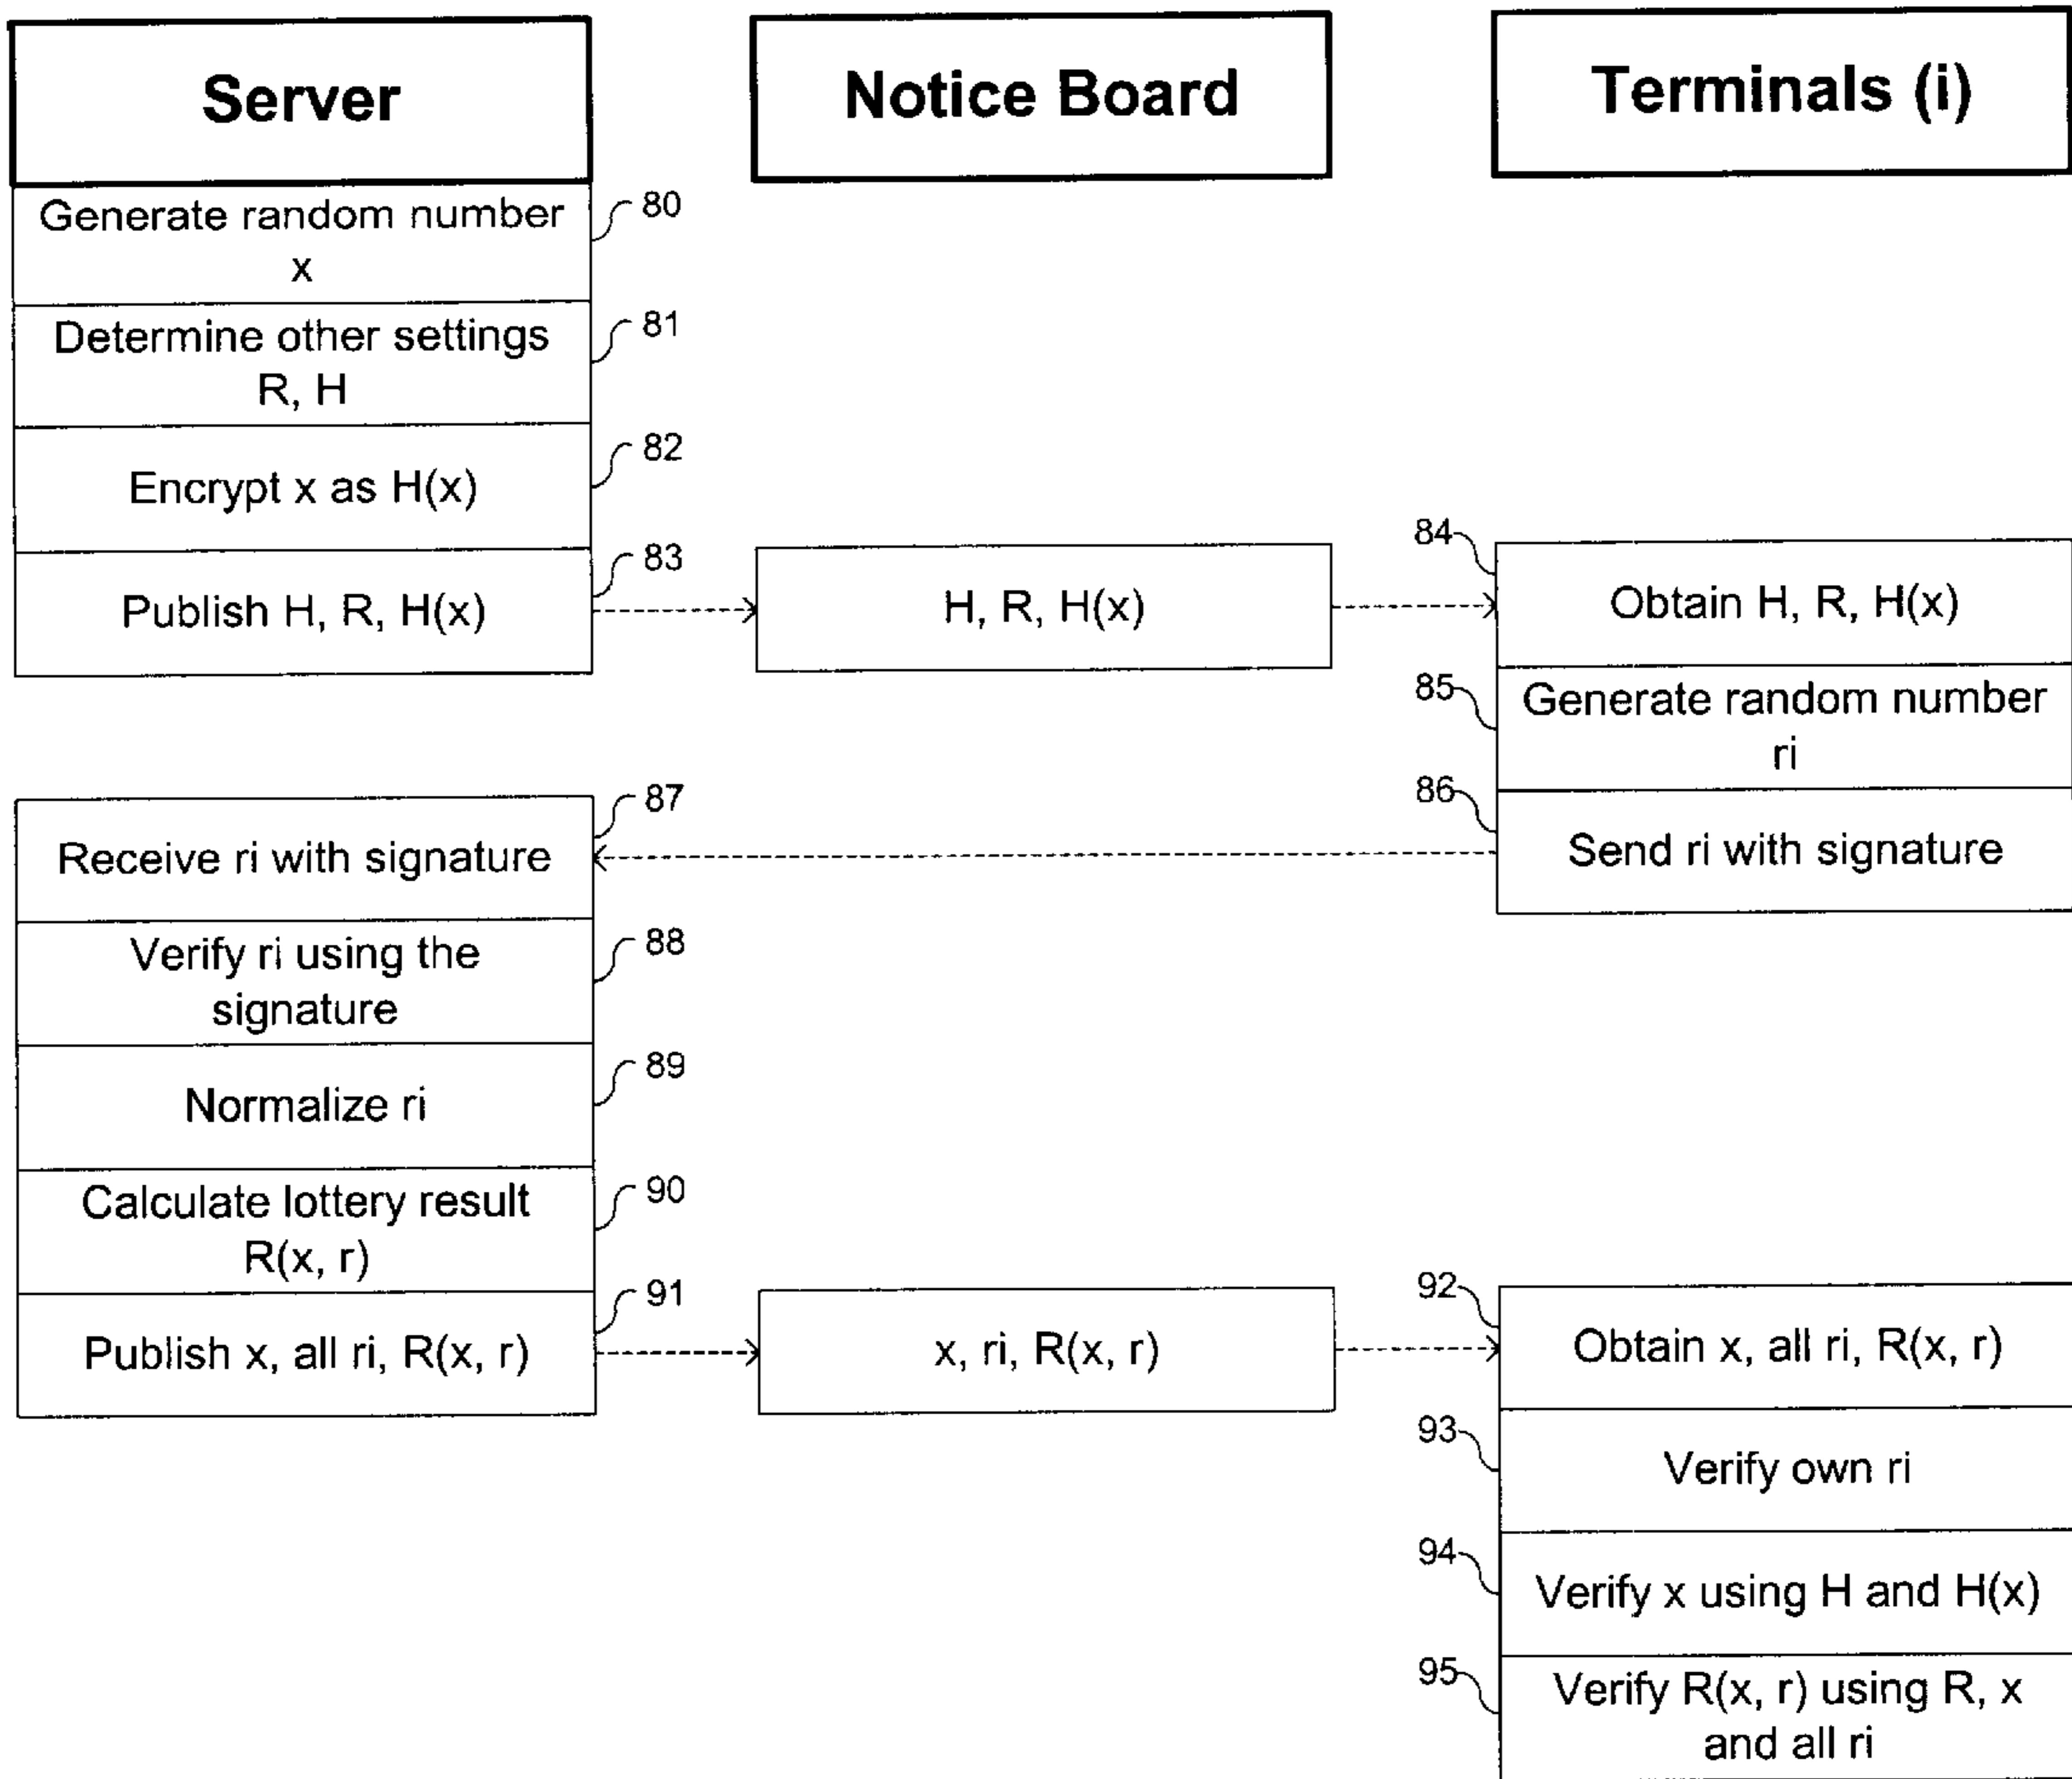 Server
Notice Board
Terminals (i)
Generate random number
x
80
Determine other settings
R, H
81
Encrypt x as H(x)
82
Publish H, R, H(x)
83
H, R, H(x)
84
Obtain H, R, H(x)
85
Generate random number
ri
86
Send ri with signature
Receive ri with signature
87
Verify ri using the
signature
88
Normalize ri
89
Calculate lottery result
R(x, r)
90
Publish x, all ri, R(x, r)
91
x, ri, R(x, r)
92
Obtain x, all ri, R(x, r)
93
Verify own ri
94
Verify x using H and H(x)
95
Verify R(x, r) using R, x
and all ri